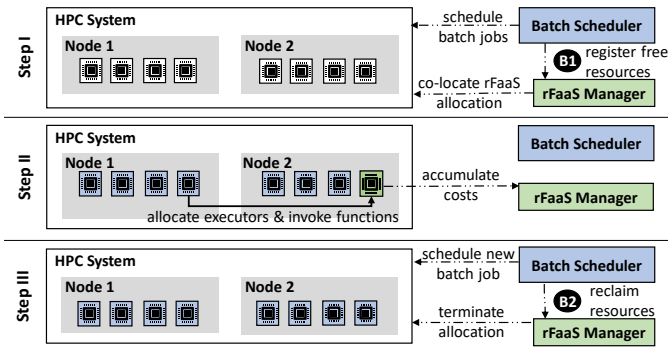 Step I
HPC System
Node 1
Node 2
schedule
batch jobs
Batch Scheduler
B1
register free
resources
co-locate rFaaS
allocation
rFaaS Manager
Step II
HPC System
Node 1
Node 2
allocate executors & invoke functions
accumulate
costs
Batch Scheduler
rFaaS Manager
Step III
HPC System
Node 1
Node 2
schedule new
batch job
Batch Scheduler
B2
reclaim
resources
terminate
allocation
rFaaS Manager